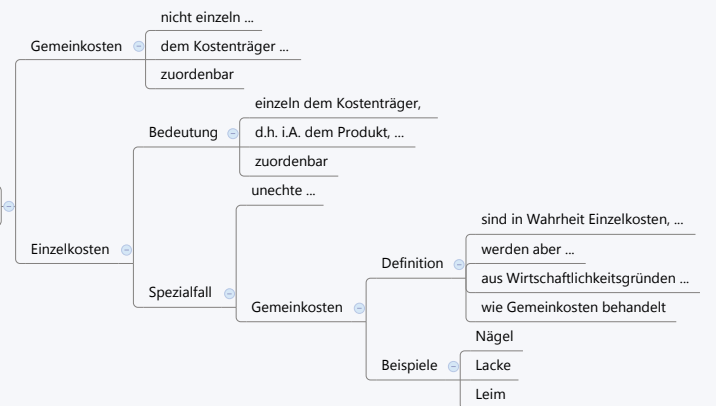 nicht einzeln ...
Gemeinkosten
dem Kostenträger ...
zuordenbar
einzeln dem Kostenträger,
Bedeutung
d.h. i.A. dem Produkt, ...
zuordenbar
unechte ...
sind in Wahrheit Einzelkosten, ...
Einzelkosten
werden aber ...
Definition
aus Wirtschaftlichkeitsgründen ...
Spezialfall
Gemeinkosten
wie Gemeinkosten behandelt
Nägel
Beispiele
Lacke
Leim